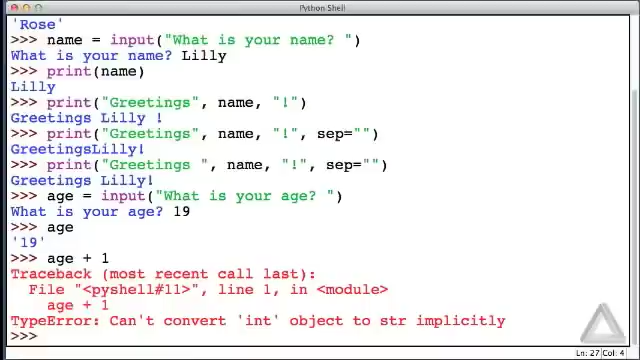 Python Shell
'Rose'
>>> name = input("What is your name? ")
What is your name? Lilly
>>> print(name)
Lilly
>>> print("Greetings", name, "!")
Greetings Lilly !
>>> print("Greetings", name, "!", sep="")
GreetingsLilly!
>>> print("Greetings ", name, "!", sep="")
Greetings Lilly!
>>> age = input("What is your age? ")
What is your age? 19
>>> age
'19'
>>> age + 1
Traceback (most recent call last):
  File "<pyshell#11>", line 1, in <module>
    age + 1
TypeError: Can't convert 'int' object to str implicitly
>>>
Ln: 27 Col: 4